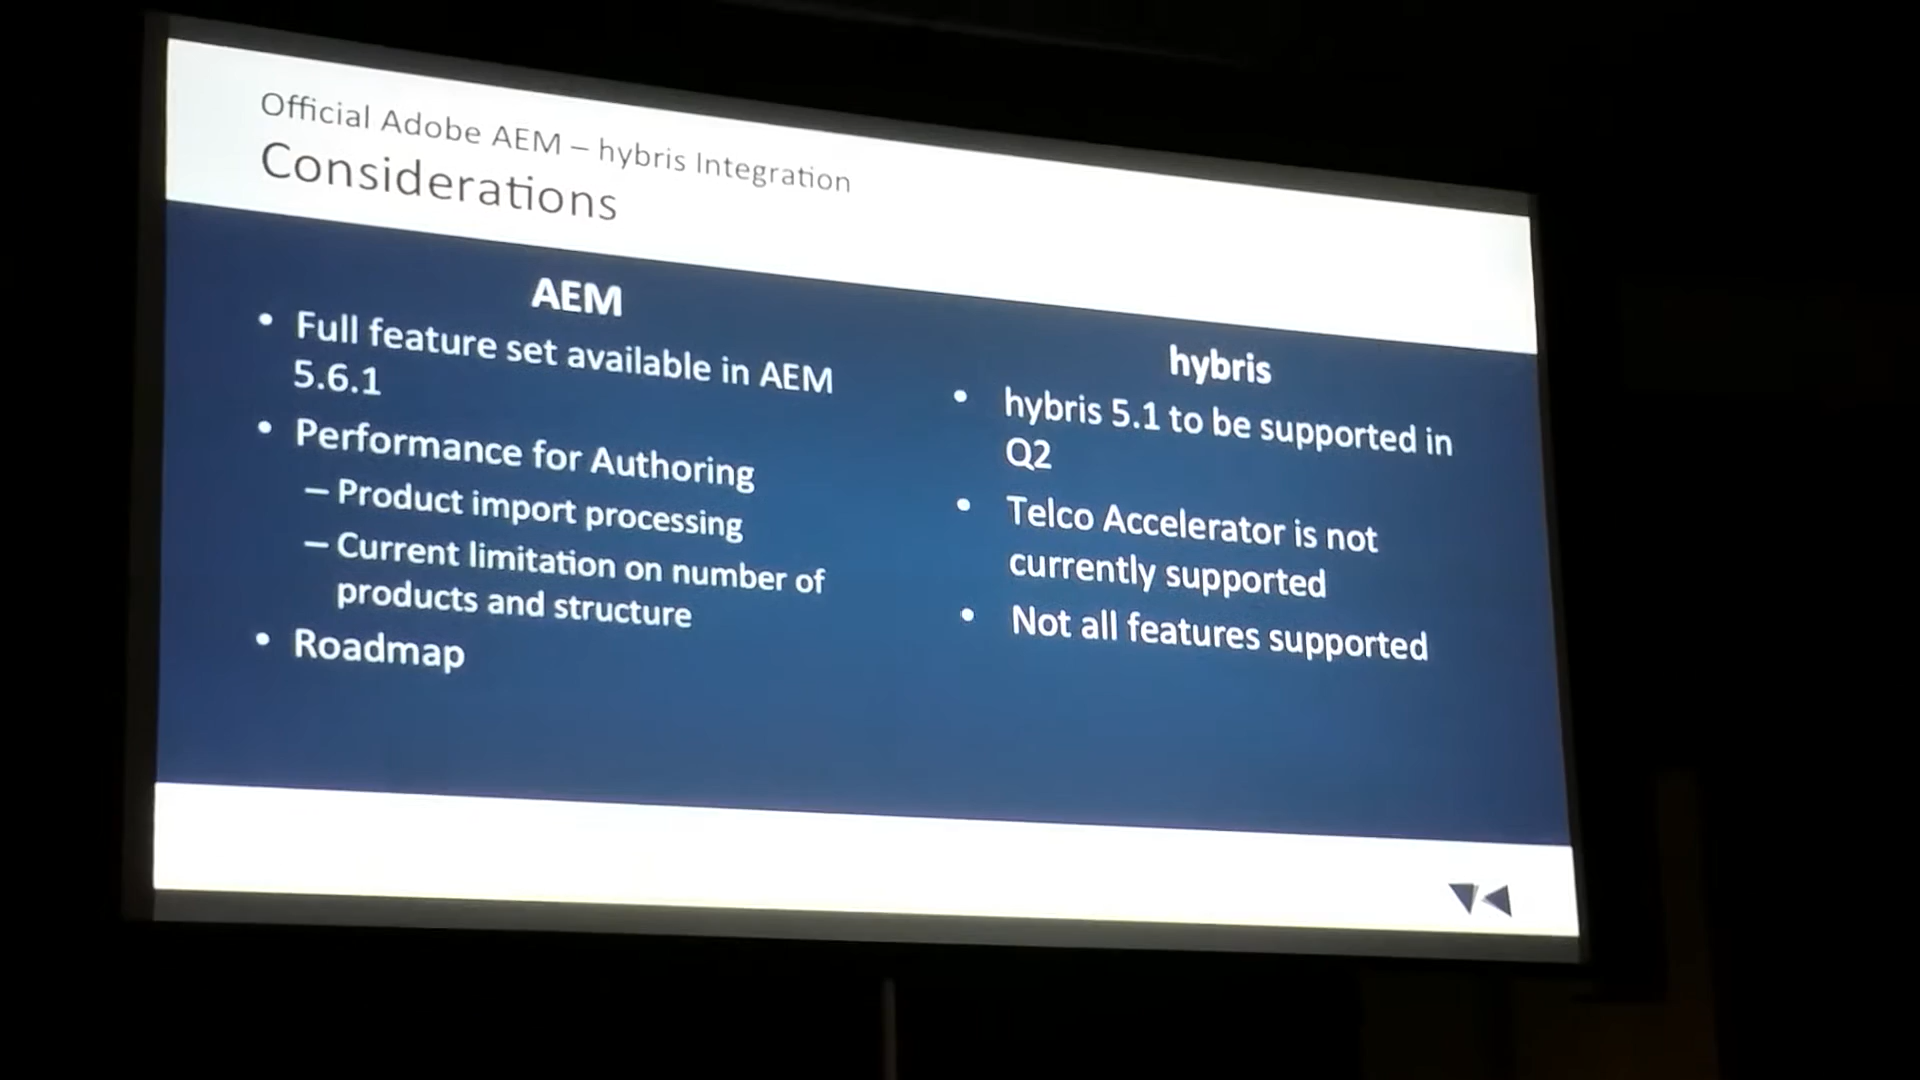 Official Adobe AEM – hybris Integration
Considerations
AEM
• Full feature set available in AEM
5.6.1
• Performance for Authoring
– Product import processing
– Current limitation on number of
products and structure
• Roadmap
hybris
• hybris 5.1 to be supported in
Q2
• Telco Accelerator is not
currently supported
• Not all features supported